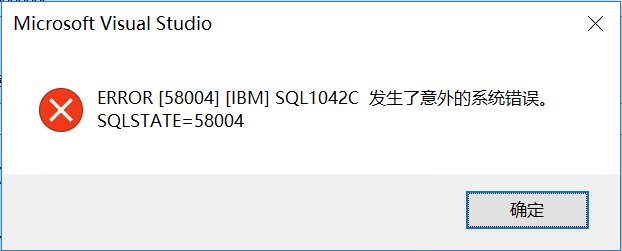 Microsoft Visual Studio
ERROR [58004] [IBM] SQL1042C  发生了意外的系统错误。
SQLSTATE=58004
确定